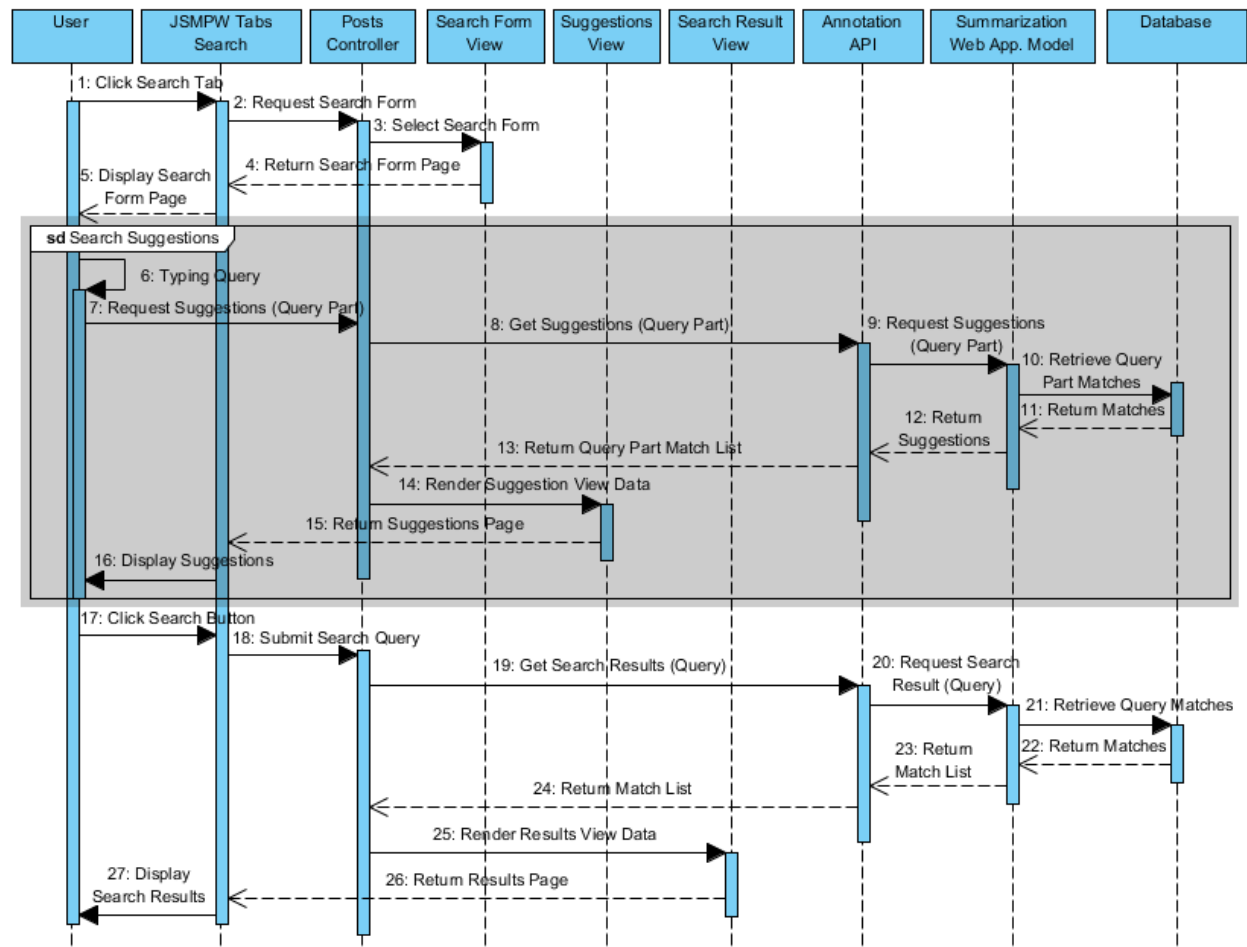 User
JSMPW Tabs
Search
Posts
Controller
Search Form
View
Suggestions
View
Search Result
View
Annotation
API
Summarization
Web App. Model
Database
1: Click Search Tab
2: Request Search Form
3: Select Search Form
4: Return Search Form Page
5: Display Search
Form Page
sd Search Suggestions
6: Typing Query
7: Request Suggestions (Query Part)
8: Get Suggestions (Query Part)
9: Request Suggestions
(Query Part)
10: Retrieve Query
Part Matches
11: Return Matches
12: Return
Suggestions
13: Return Query Part Match List
14: Render Suggestion View Data
15: Return Suggestions Page
16: Display Suggestions
17: Click Search Button
18: Submit Search Query
19: Get Search Results (Query)
20: Request Search
Result (Query)
21: Retrieve Query Matches
22: Return Matches
23: Return
Match List
24: Return Match List
25: Render Results View Data
26: Return Results Page
27: Display
Search Results